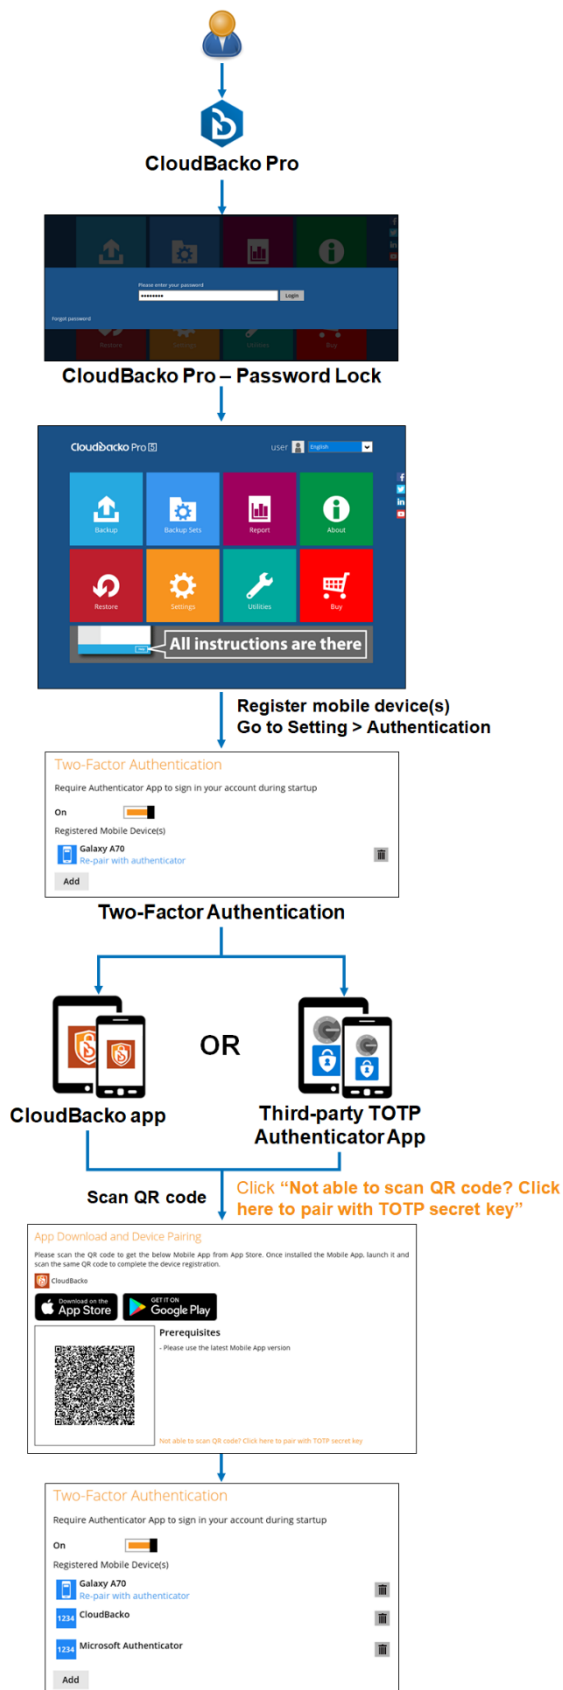 CloudBacko Pro
Please enter your password
********
Login
Forgot password
Restore
Settings
Utilities
Buy
CloudBacko Pro – Password Lock
CloudBacko Pro 5
user
English
Backup
Backup Sets
Report
About
Restore
Settings
Utilities
Buy
All instructions are there
Register mobile device(s)
Go to Setting > Authentication
Two-Factor Authentication
Require Authenticator App to sign in your account during startup
On
Registered Mobile Device(s)
Galaxy A70
Re-pair with authenticator
Add
Two-Factor Authentication
OR
CloudBacko app
Third-party TOTP
Authenticator App
Scan QR code
Click “Not able to scan QR code? Click
here to pair with TOTP secret key”
App Download and Device Pairing
Please scan the QR code to get the below Mobile App from App Store. Once installed the Mobile App, launch it and
scan the same QR code to complete the device registration.
CloudBacko
Download on the
App Store
GET IT ON
Google Play
Prerequisites
- Please use the latest Mobile App version
Not able to scan QR code? Click here to pair with TOTP secret key
Two-Factor Authentication
Require Authenticator App to sign in your account during startup
On
Registered Mobile Device(s)
Galaxy A70
Re-pair with authenticator
1234 CloudBacko
1234 Microsoft Authenticator
Add